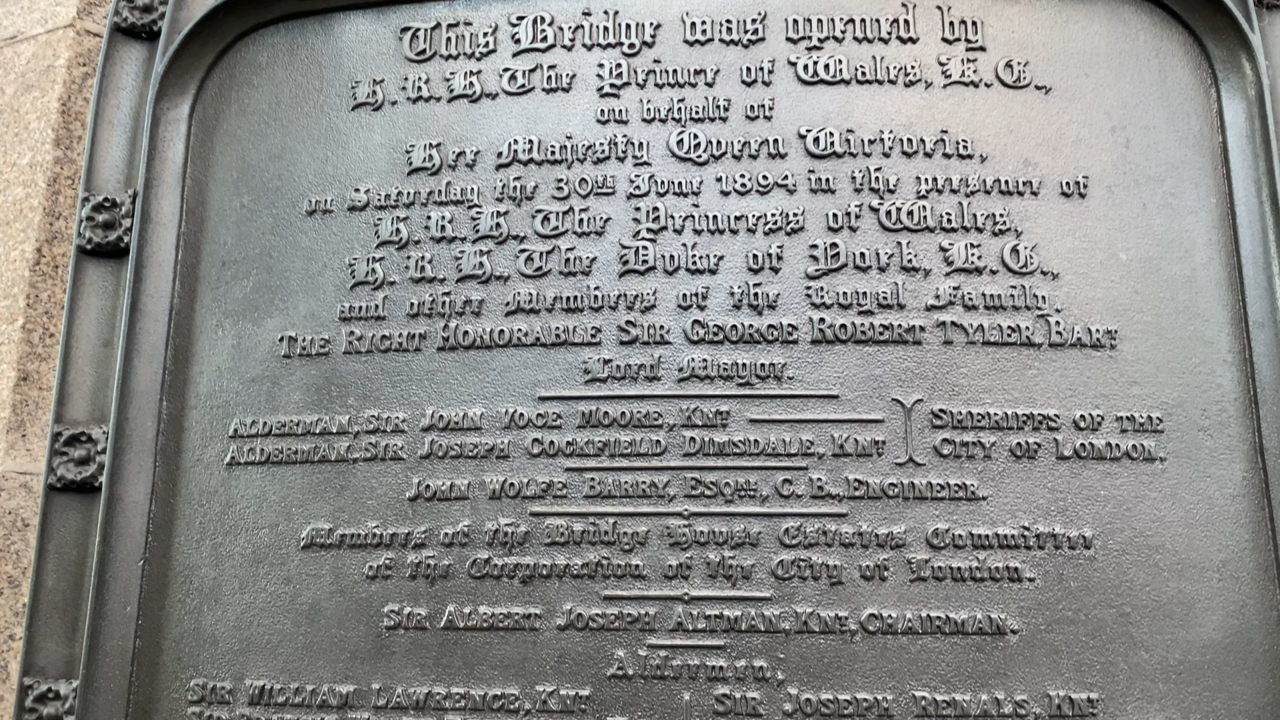 This Bridge was opened by
H.R.H., The Prince of Wales, K.G.,
on behalf of
Her Majesty Queen Victoria,
on Saturday the 30th June 1894 in the presence of
H.R.H., The Princess of Wales,
H.R.H., The Duke of York, K.G.,
and other Members of the Royal Family.
THE RIGHT HONORABLE SIR GEORGE ROBERT TYLER, BART
Lord Mayor.
ALDERMAN, SIR JOHN VOCE MOORE, KNT SHERIFFS OF THE
ALDERMAN, SIR JOSEPH COCKFIELD DIMSDALE, KNT CITY OF LONDON.
JOHN WOLFE BARRY, ESQRE, C.B., ENGINEER.
Members of the Bridge House Estates Committee
of the Corporation of the City of London.
SIR ALBERT JOSEPH ALTMAN, KNT, CHAIRMAN.
Aldermen,
SIR WILLIAM LAWRENCE, KNT SIR JOSEPH RENALS, KNT